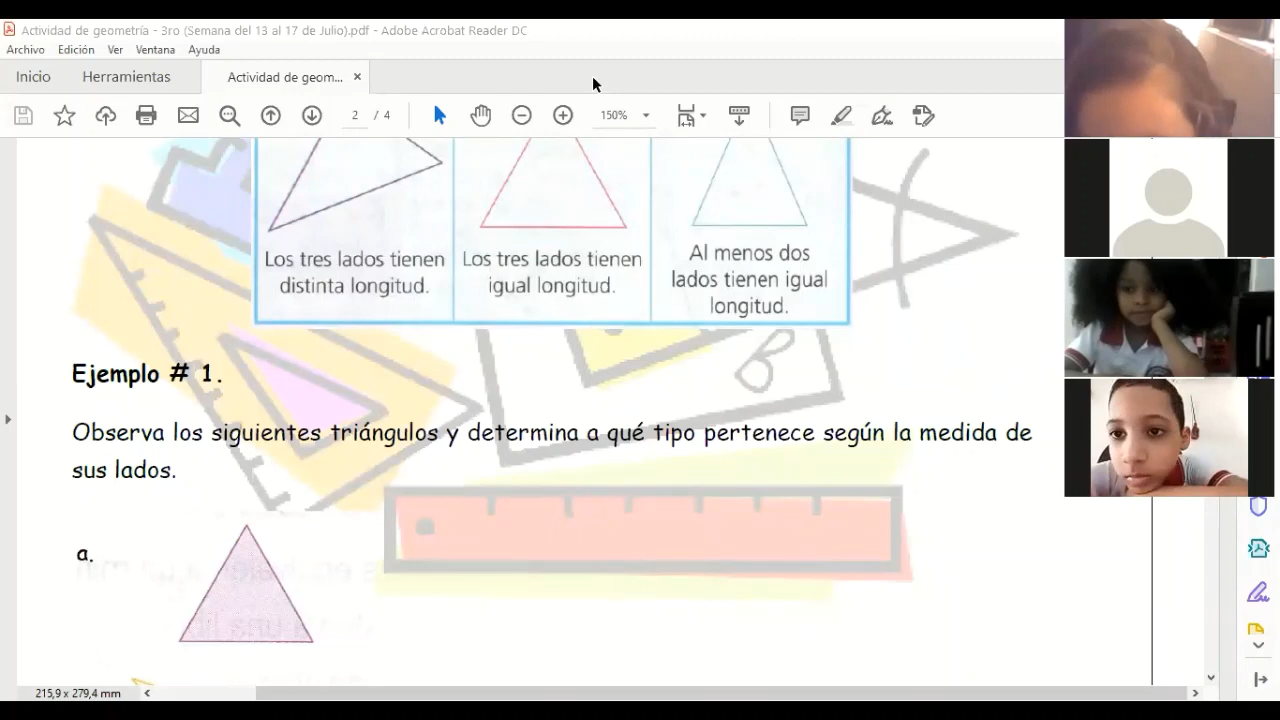 Actividad de geometría - 3ro (Semana del 13 al 17 de Julio).pdf - Adobe Acrobat Reader DC
Archivo Edición Ver Ventana Ayuda
Inicio Herramientas Actividad de geom... ×
2 / 4 150%
Los tres lados tienen
distinta longitud.
Los tres lados tienen
igual longitud.
Al menos dos
lados tienen igual
longitud.
Ejemplo # 1.
Observa los siguientes triángulos y determina a qué tipo pertenece según la medida de
sus lados.
a.
215,9 x 279,4 mm